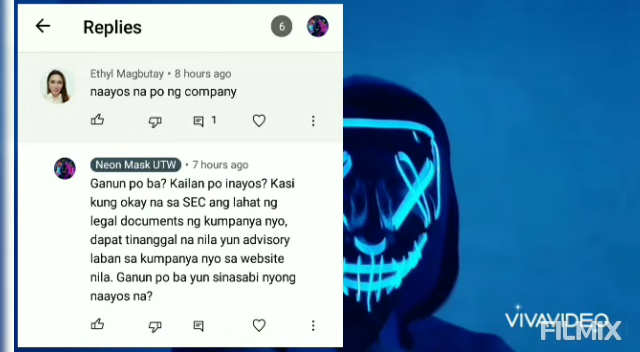 Replies
6
Ethyl Magbutay • 8 hours ago
naayos na po ng company
1
Neon Mask UTW • 7 hours ago
Ganun po ba? Kailan po inayos? Kasi
kung okay na sa SEC ang lahat ng
legal documents ng kumpanya nyo,
dapat tinanggal na nila yun advisory
laban sa kumpanya nyo sa website
nila. Ganun po ba yun sinasabi nyong
naayos na?
VIVAVIDEO
FILMIX